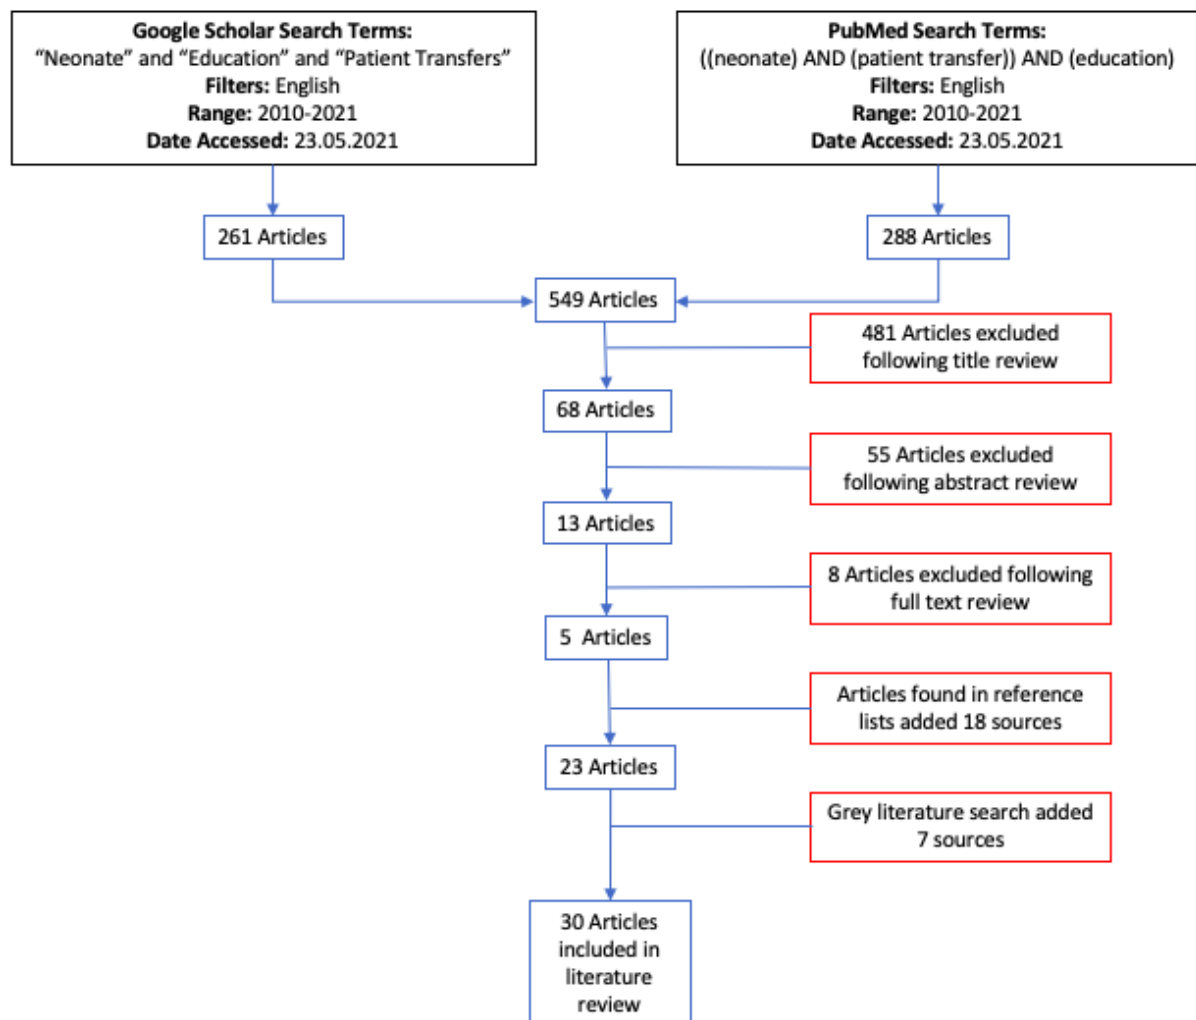 Google Scholar Search Terms:
“Neonate” and “Education” and “Patient Transfers”
Filters: English
Range: 2010-2021
Date Accessed: 23.05.2021
PubMed Search Terms:
((neonate) AND (patient transfer)) AND (education)
Filters: English
Range: 2010-2021
Date Accessed: 23.05.2021
261 Articles
288 Articles
549 Articles
481 Articles excluded
following title review
68 Articles
55 Articles excluded
following abstract review
13 Articles
8 Articles excluded following
full text review
5 Articles
Articles found in reference
lists added 18 sources
23 Articles
Grey literature search added
7 sources
30 Articles
included in
literature
review